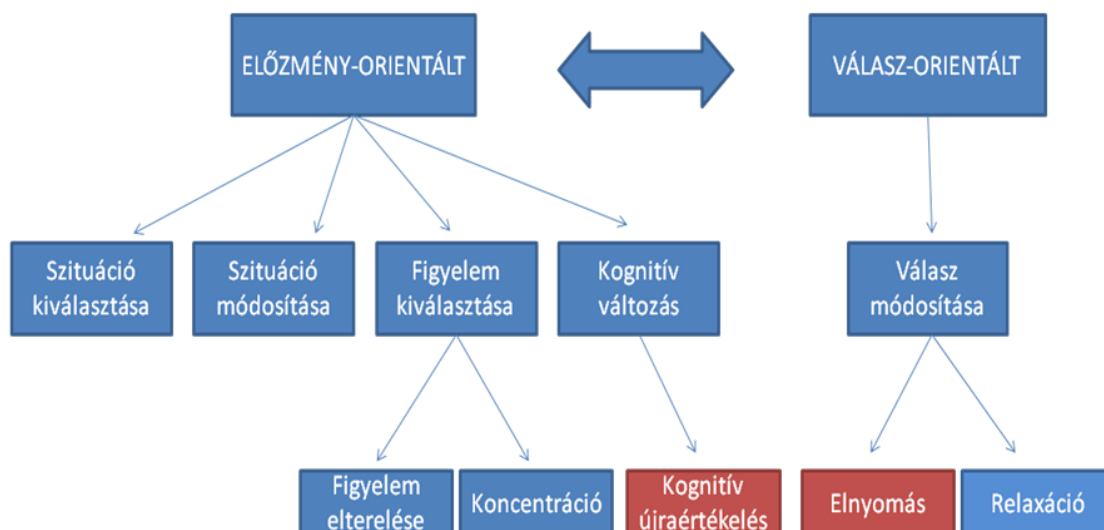 ELŐZMÉNY-ORIENTÁLT
VÁLASZ-ORIENTÁLT
Szituáció
kiválasztása
Szituáció
módosítása
Figyelem
kiválasztása
Kognitív
változás
Válasz
módosítása
Figyelem
elterelése
Koncentráció
Kognitív
újraértékelés
Elnyomás
Relaxáció